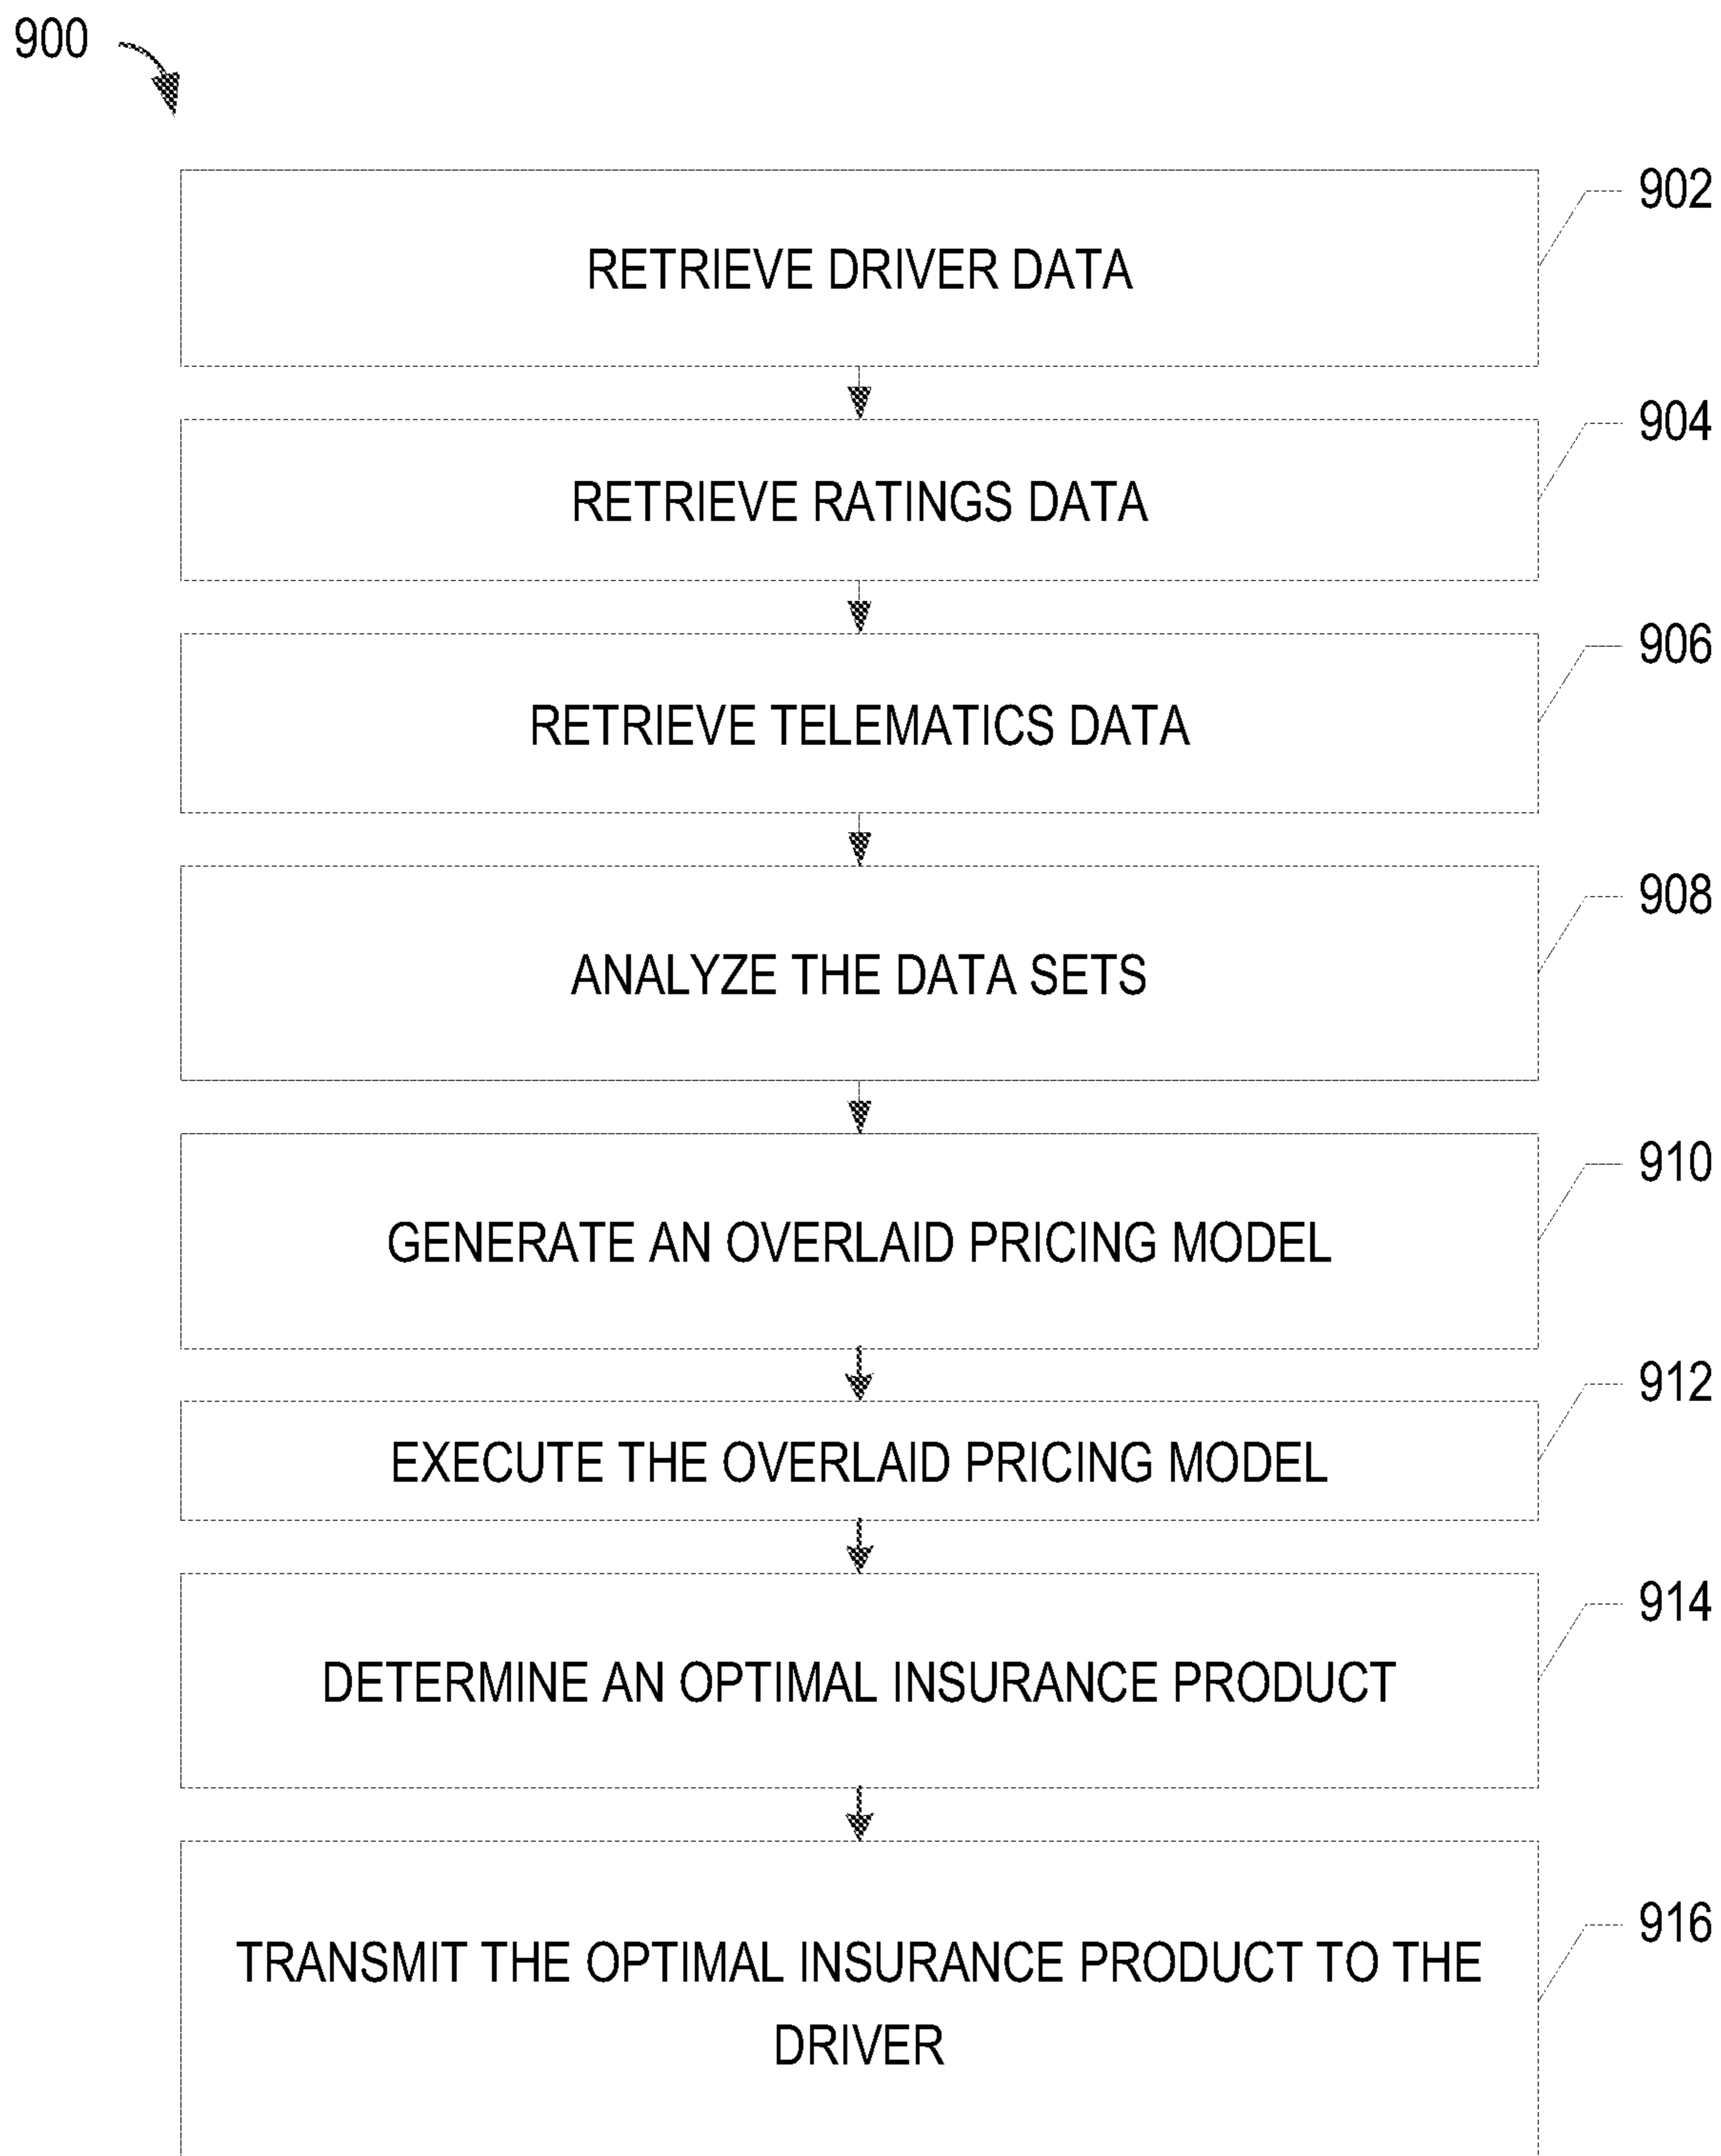 900
902
RETRIEVE DRIVER DATA
904
RETRIEVE RATINGS DATA
906
RETRIEVE TELEMATICS DATA
908
ANALYZE THE DATA SETS
910
GENERATE AN OVERLAID PRICING MODEL
912
EXECUTE THE OVERLAID PRICING MODEL
914
DETERMINE AN OPTIMAL INSURANCE PRODUCT
916
TRANSMIT THE OPTIMAL INSURANCE PRODUCT TO THE
DRIVER